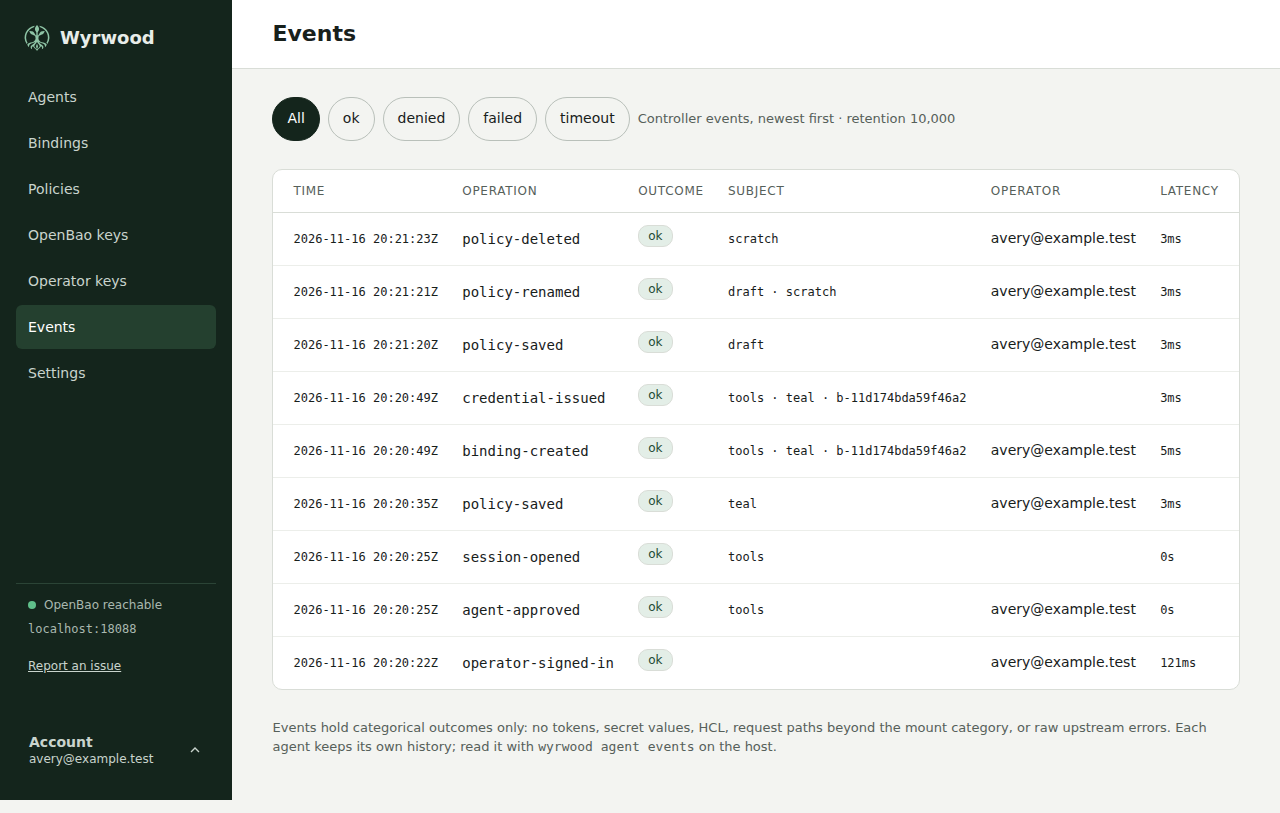 Wyrwood
Agents
Bindings
Policies
OpenBao keys
Operator keys
Events
Settings
OpenBao reachable
localhost:18088
Report an issue
Account
avery@example.test
Events
All ok denied failed timeout Controller events, newest first · retention 10,000
TIME OPERATION OUTCOME SUBJECT OPERATOR LATENCY
2026-11-16 20:21:23Z policy-deleted ok scratch avery@example.test 3ms
2026-11-16 20:21:21Z policy-renamed ok draft · scratch avery@example.test 3ms
2026-11-16 20:21:20Z policy-saved ok draft avery@example.test 3ms
2026-11-16 20:20:49Z credential-issued ok tools · teal · b-11d174bda59f46a2 3ms
2026-11-16 20:20:49Z binding-created ok tools · teal · b-11d174bda59f46a2 avery@example.test 5ms
2026-11-16 20:20:35Z policy-saved ok teal avery@example.test 3ms
2026-11-16 20:20:25Z session-opened ok tools 0s
2026-11-16 20:20:25Z agent-approved ok tools avery@example.test 0s
2026-11-16 20:20:22Z operator-signed-in ok avery@example.test 121ms
Events hold categorical outcomes only: no tokens, secret values, HCL, request paths beyond the mount category, or raw upstream errors. Each
agent keeps its own history; read it with wyrwood agent events on the host.